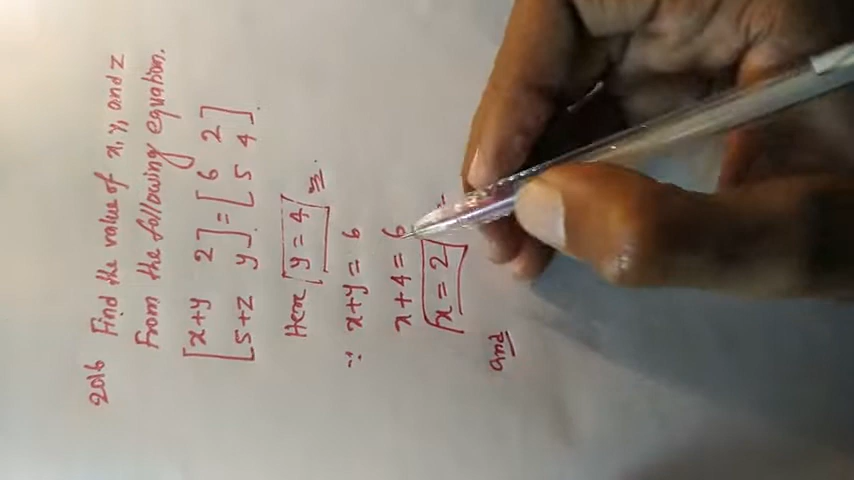 2016 Find the value of x, y, and z
from the following equation.
[x+y 2] = [6 2]
[5+z y] = [5 4].
Here y = 4
∵ x+y = 6
x+4 = 6
x = 2
and